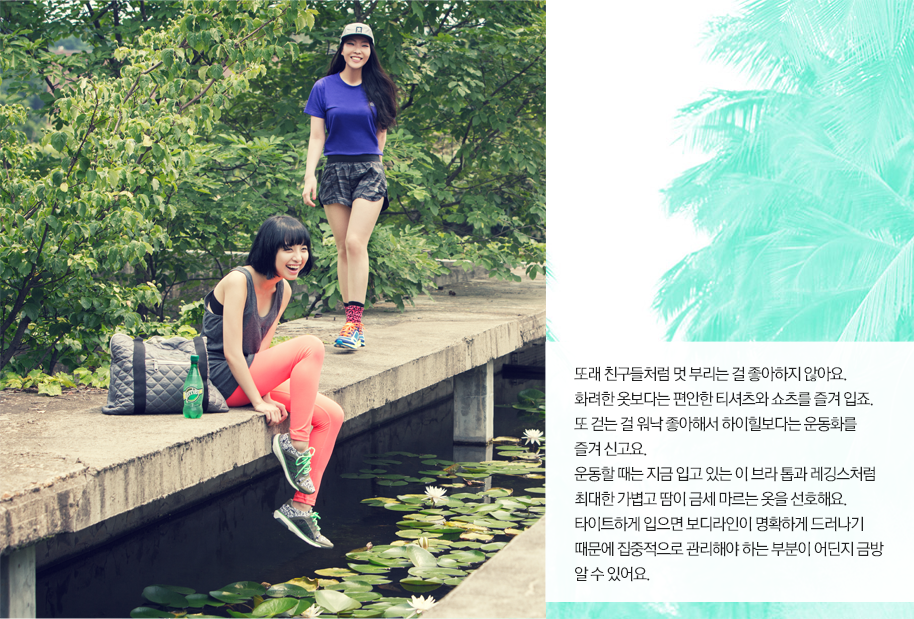 또래 친구들처럼 멋 부리는 걸 좋아하지 않아요.
화려한 옷보다는 편안한 티셔츠와 쇼츠를 즐겨 입죠.
또 걷는 걸 워낙 좋아해서 하이힐보다는 운동화를
즐겨 신고요.
운동할 때는 지금 입고 있는 이 브라 톱과 레깅스처럼
최대한 가볍고 땀이 금세 마르는 옷을 선호해요.
타이트하게 입으면 보디라인이 명확하게 드러나기
때문에 집중적으로 관리해야 하는 부분이 어딘지 금방
알 수 있어요.